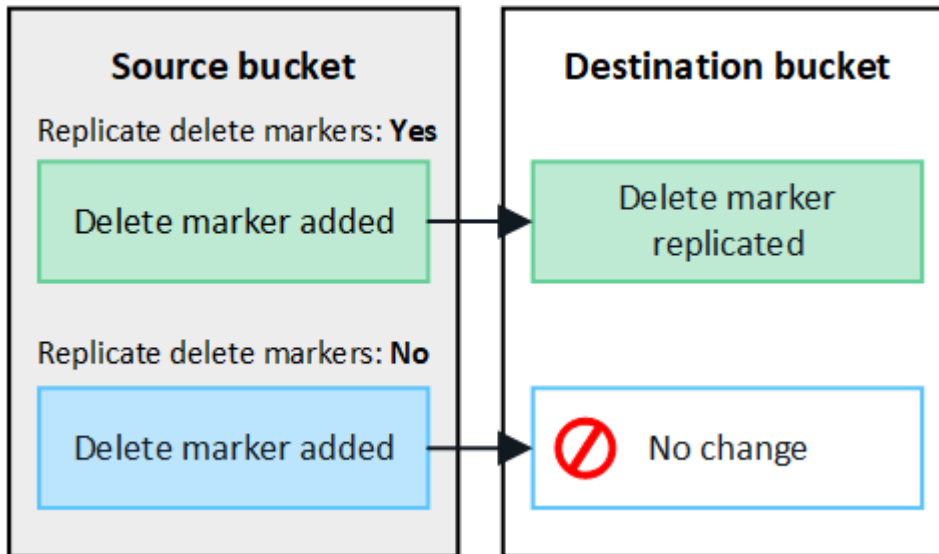 Source bucket
Destination bucket
Replicate delete markers: Yes
Delete marker added
Delete marker
replicated
Replicate delete markers: No
Delete marker added
No change